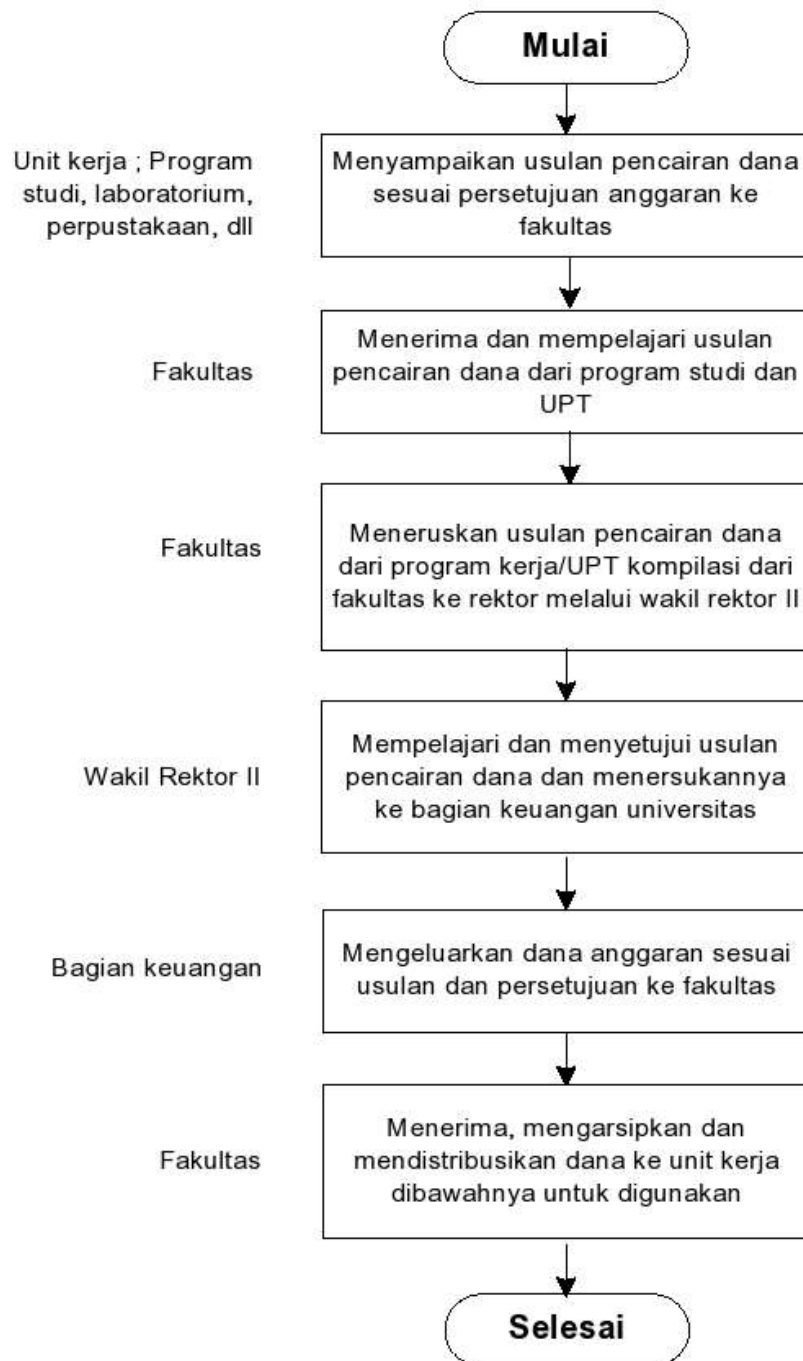 Mulai
Unit kerja ; Program
studi, laboratorium,
perpustakaan, dll
Menyampaikan usulan pencairan dana
sesuai persetujuan anggaran ke
fakultas
Fakultas
Menerima dan mempelajari usulan
pencairan dana dari program studi dan
UPT
Fakultas
Meneruskan usulan pencairan dana
dari program kerja/UPT kompilasi dari
fakultas ke rektor melalui wakil rektor II
Wakil Rektor II
Mempelajari dan menyetujui usulan
pencairan dana dan menersukannya
ke bagian keuangan universitas
Bagian keuangan
Mengeluarkan dana anggaran sesuai
usulan dan persetujuan ke fakultas
Fakultas
Menerima, mengarsipkan dan
mendistribusikan dana ke unit kerja
dibawahnya untuk digunakan
Selesai